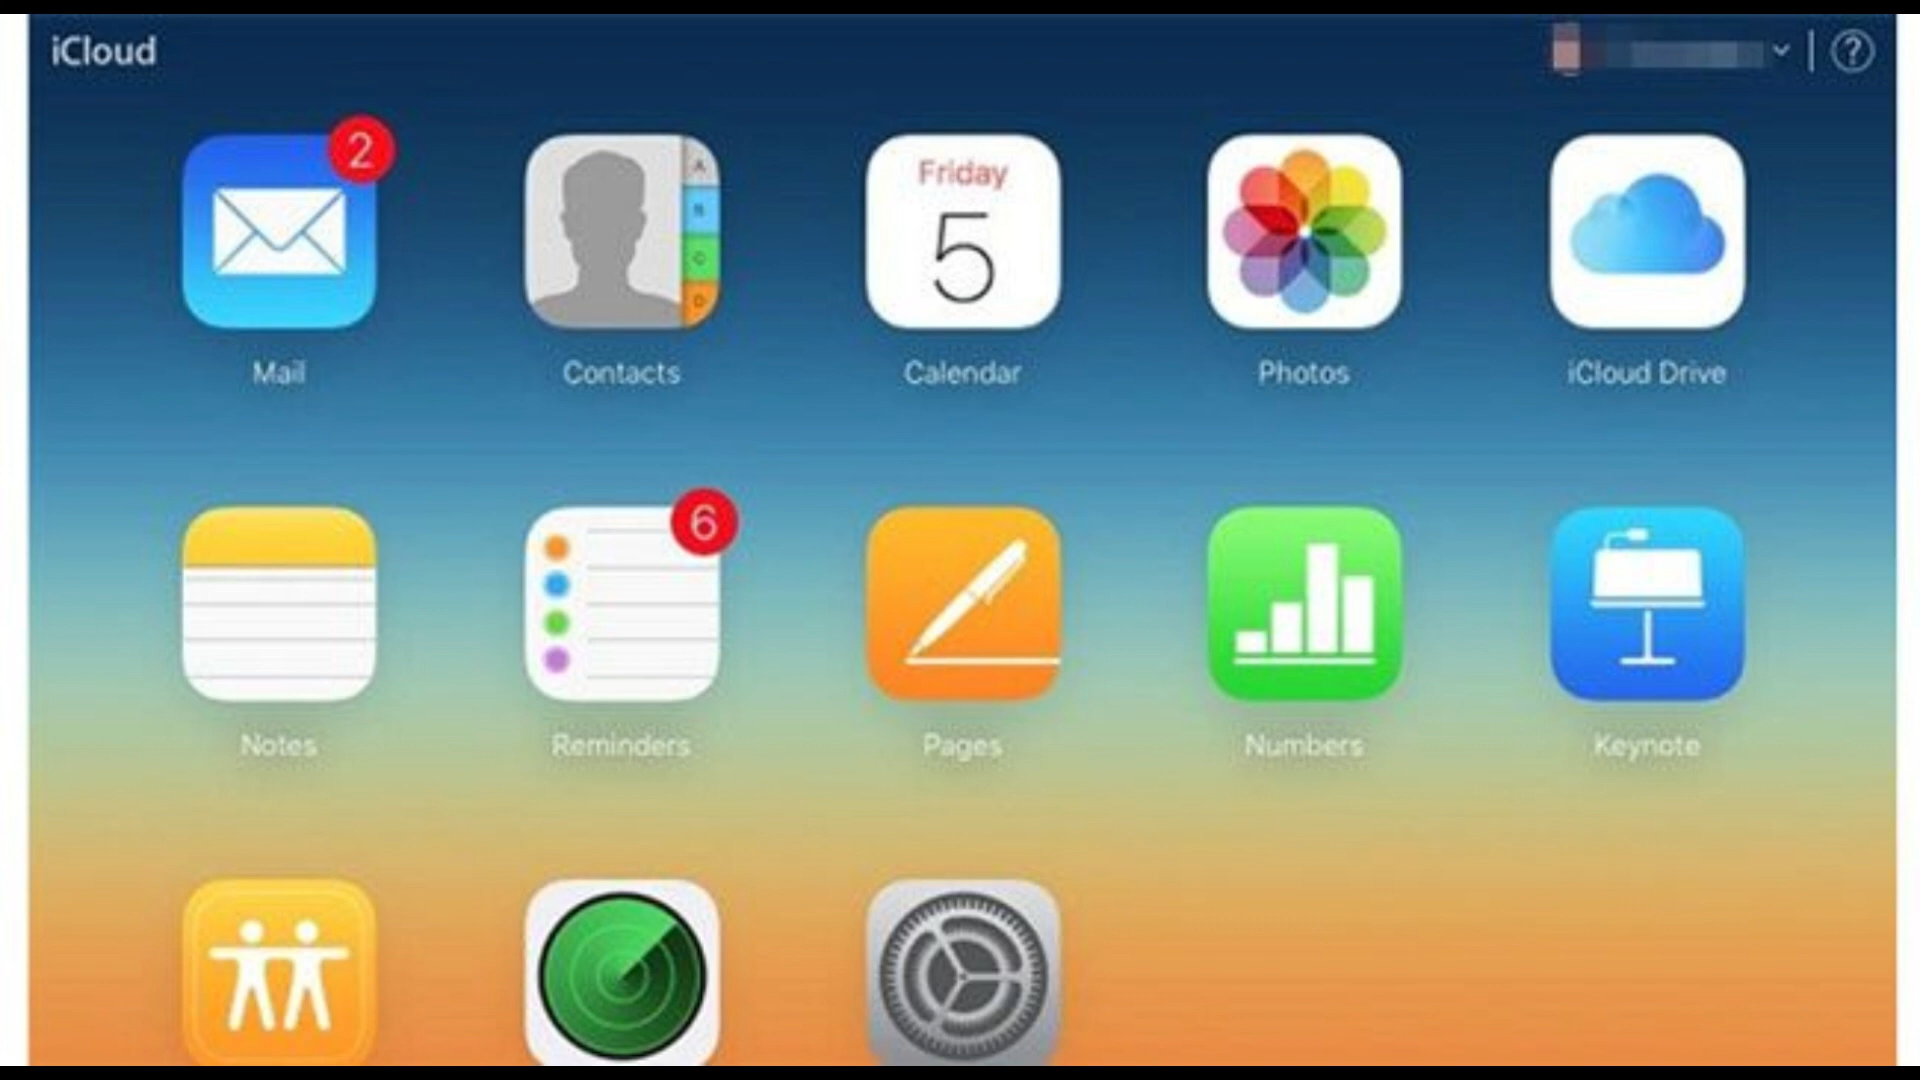 iCloud
?
2
A
B
C
D
Friday
5
Mail
Contacts
Calendar
Photos
iCloud Drive
6
Notes
Reminders
Pages
Numbers
Keynote